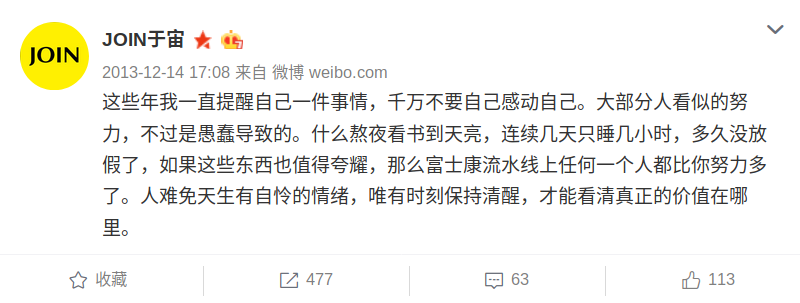 JOIN
JOIN于宙
2013-12-14 17:08 来自 微博 weibo.com
这些年我一直提醒自己一件事情，千万不要自己感动自己。大部分人看似的努
力，不过是愚蠢导致的。什么熬夜看书到天亮，连续几天只睡几小时，多久没放
假了，如果这些东西也值得夸耀，那么富士康流水线上任何一个人都比你努力多
了。人难免天生有自怜的情绪，唯有时刻保持清醒，才能看清真正的价值在哪
里。
收藏 477 63 113